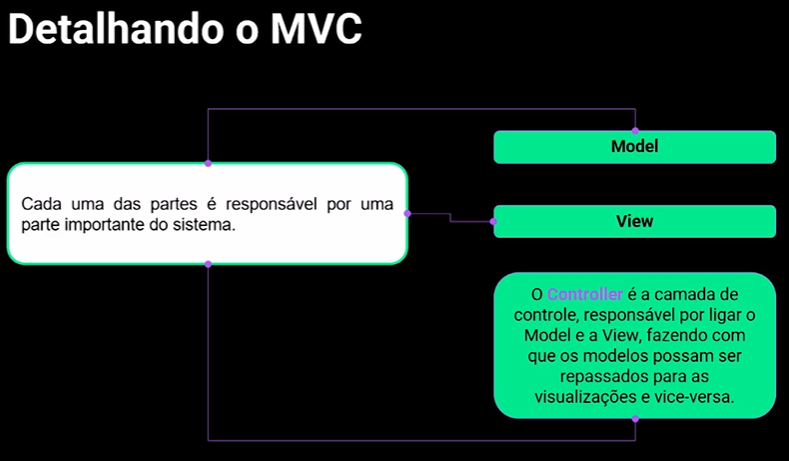 Detalhando o MVC
Model
Cada uma das partes é responsável por uma
parte importante do sistema.
View
O Controller é a camada de
controle, responsável por ligar o
Model e a View, fazendo com
que os modelos possam ser
repassados para as
visualizações e vice-versa.